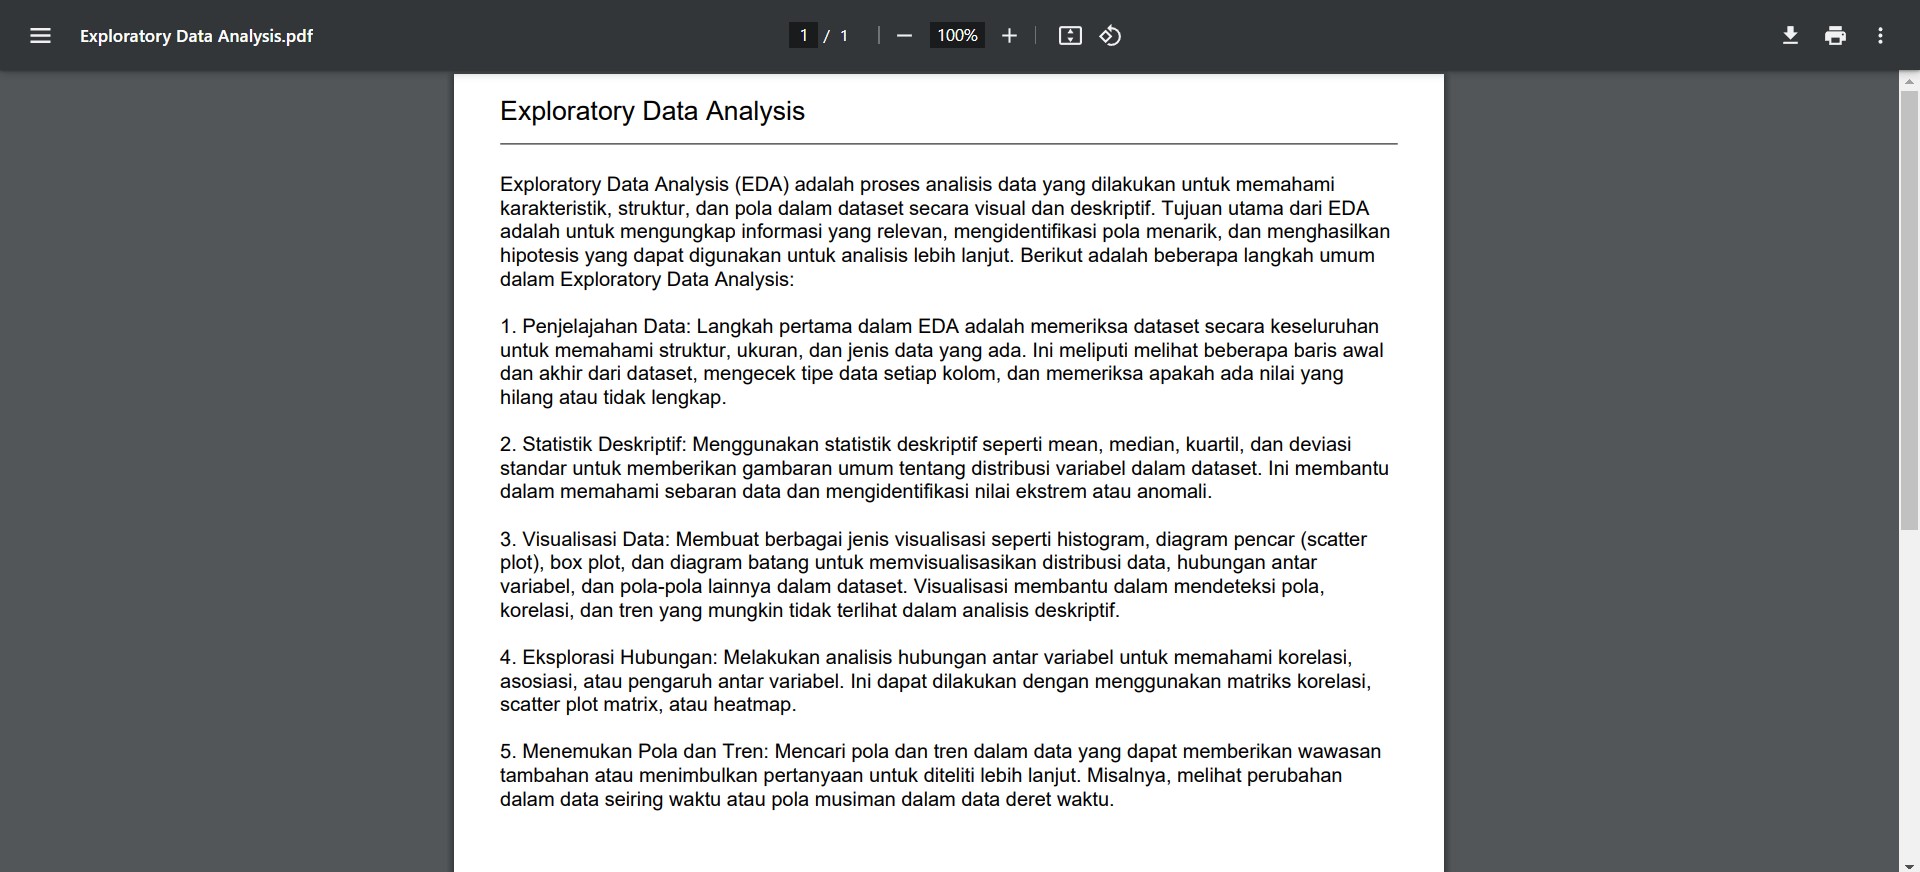 Exploratory Data Analysis.pdf
1 / 1
100%
Exploratory Data Analysis
Exploratory Data Analysis (EDA) adalah proses analisis data yang dilakukan untuk memahami
karakteristik, struktur, dan pola dalam dataset secara visual dan deskriptif. Tujuan utama dari EDA
adalah untuk mengungkap informasi yang relevan, mengidentifikasi pola menarik, dan menghasilkan
hipotesis yang dapat digunakan untuk analisis lebih lanjut. Berikut adalah beberapa langkah umum
dalam Exploratory Data Analysis:
1. Penjelajahan Data: Langkah pertama dalam EDA adalah memeriksa dataset secara keseluruhan
untuk memahami struktur, ukuran, dan jenis data yang ada. Ini meliputi melihat beberapa baris awal
dan akhir dari dataset, mengecek tipe data setiap kolom, dan memeriksa apakah ada nilai yang
hilang atau tidak lengkap.
2. Statistik Deskriptif: Menggunakan statistik deskriptif seperti mean, median, kuartil, dan deviasi
standar untuk memberikan gambaran umum tentang distribusi variabel dalam dataset. Ini membantu
dalam memahami sebaran data dan mengidentifikasi nilai ekstrem atau anomali.
3. Visualisasi Data: Membuat berbagai jenis visualisasi seperti histogram, diagram pencar (scatter
plot), box plot, dan diagram batang untuk memvisualisasikan distribusi data, hubungan antar
variabel, dan pola-pola lainnya dalam dataset. Visualisasi membantu dalam mendeteksi pola,
korelasi, dan tren yang mungkin tidak terlihat dalam analisis deskriptif.
4. Eksplorasi Hubungan: Melakukan analisis hubungan antar variabel untuk memahami korelasi,
asosiasi, atau pengaruh antar variabel. Ini dapat dilakukan dengan menggunakan matriks korelasi,
scatter plot matrix, atau heatmap.
5. Menemukan Pola dan Tren: Mencari pola dan tren dalam data yang dapat memberikan wawasan
tambahan atau menimbulkan pertanyaan untuk diteliti lebih lanjut. Misalnya, melihat perubahan
dalam data seiring waktu atau pola musiman dalam data deret waktu.